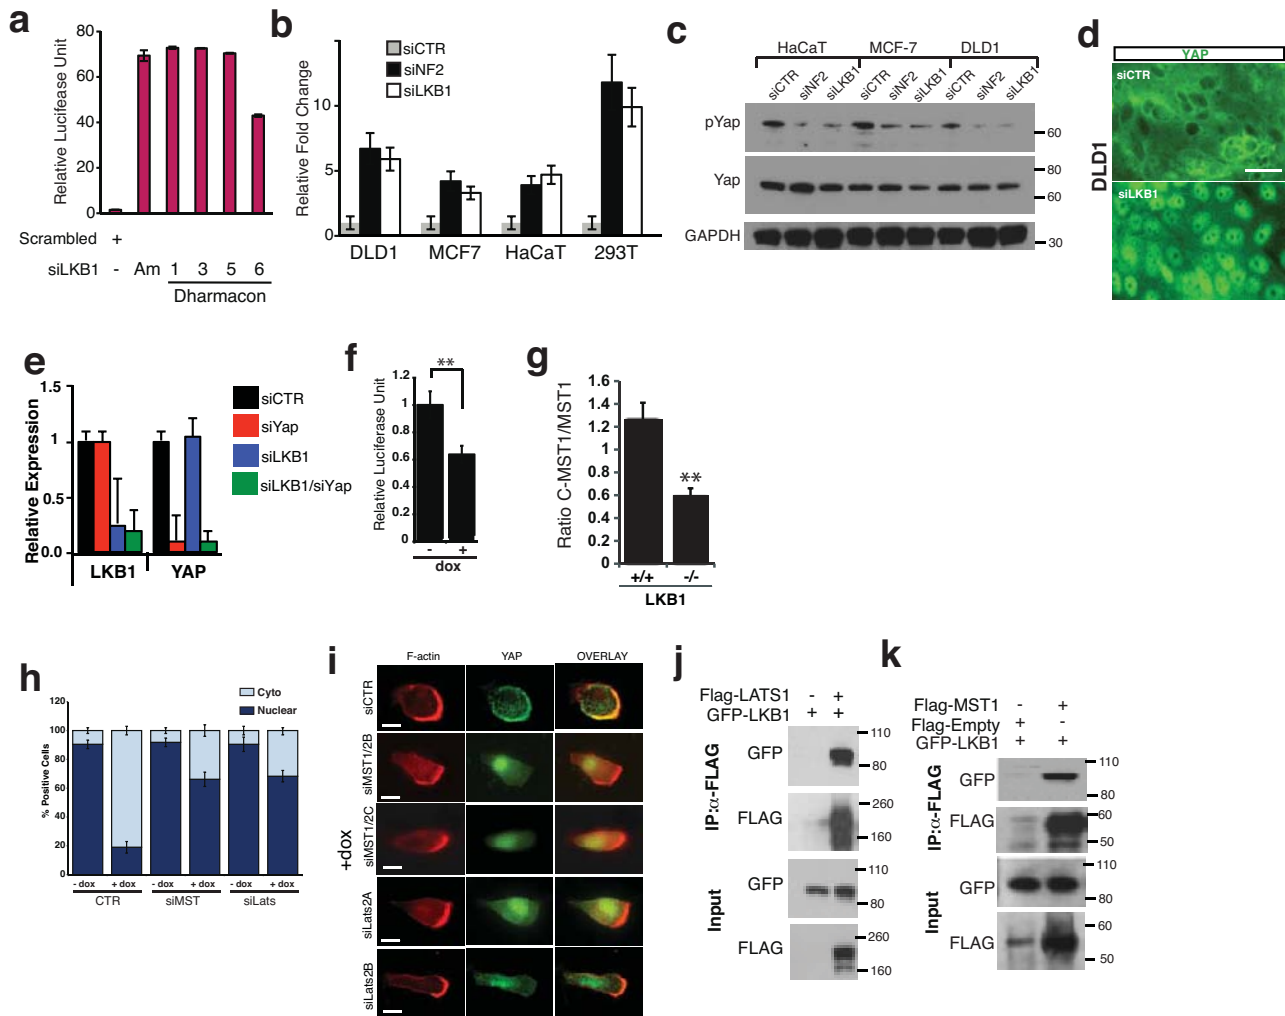 a
Relative Lucifease Unit
80
60
40
20
0
Scrambled +
siLKB1 - Am 1 3 5 6
Dharmacon
b
Relative Fold Change
10
5
0
siCTR
siNF2
siLKB1
DLD1 MCF7 HaCaT 293T
c
HaCaT MCF-7 DLD1
siCTR siNF2 siLKB1 siCTR siNF2 siLKB1 siCTR siNF2 siLKB1
pYap
60
Yap
80
60
GAPDH
30
d
YAP
siCTR
siLKB1
DLD1
e
Relative Expression
1.5
1
0.5
0.0
LKB1 YAP
siCTR
siYap
siLKB1
siLKB1/siYap
f
Relative Luciferase Unit
1.2
1
0.8
0.6
0.4
0.2
0
**
- +
dox
g
Ratio C-MST1/MST1
1.6
1.4
1.2
1
0.8
0.6
0.4
0.2
0
**
+/+ -/-
LKB1
h
% Positive Cells
120
100
80
60
40
20
0
Cyto
Nuclear
- dox + dox - dox + dox - dox + dox
CTR siMST siLats
i
F-actin YAP OVERLAY
+dox
siCTR
siMST1/2B
siMST1/2C
siLats2A
siLats2B
j
Flag-LATS1 - +
GFP-LKB1 + +
IP:α-FLAG
GFP
110
80
FLAG
260
160
Input
GFP
110
80
FLAG
260
160
k
Flag-MST1 - +
Flag-Empty + -
GFP-LKB1 + +
IP:α-FLAG
GFP
110
80
FLAG
60
50
Input
GFP
110
80
FLAG
60
50